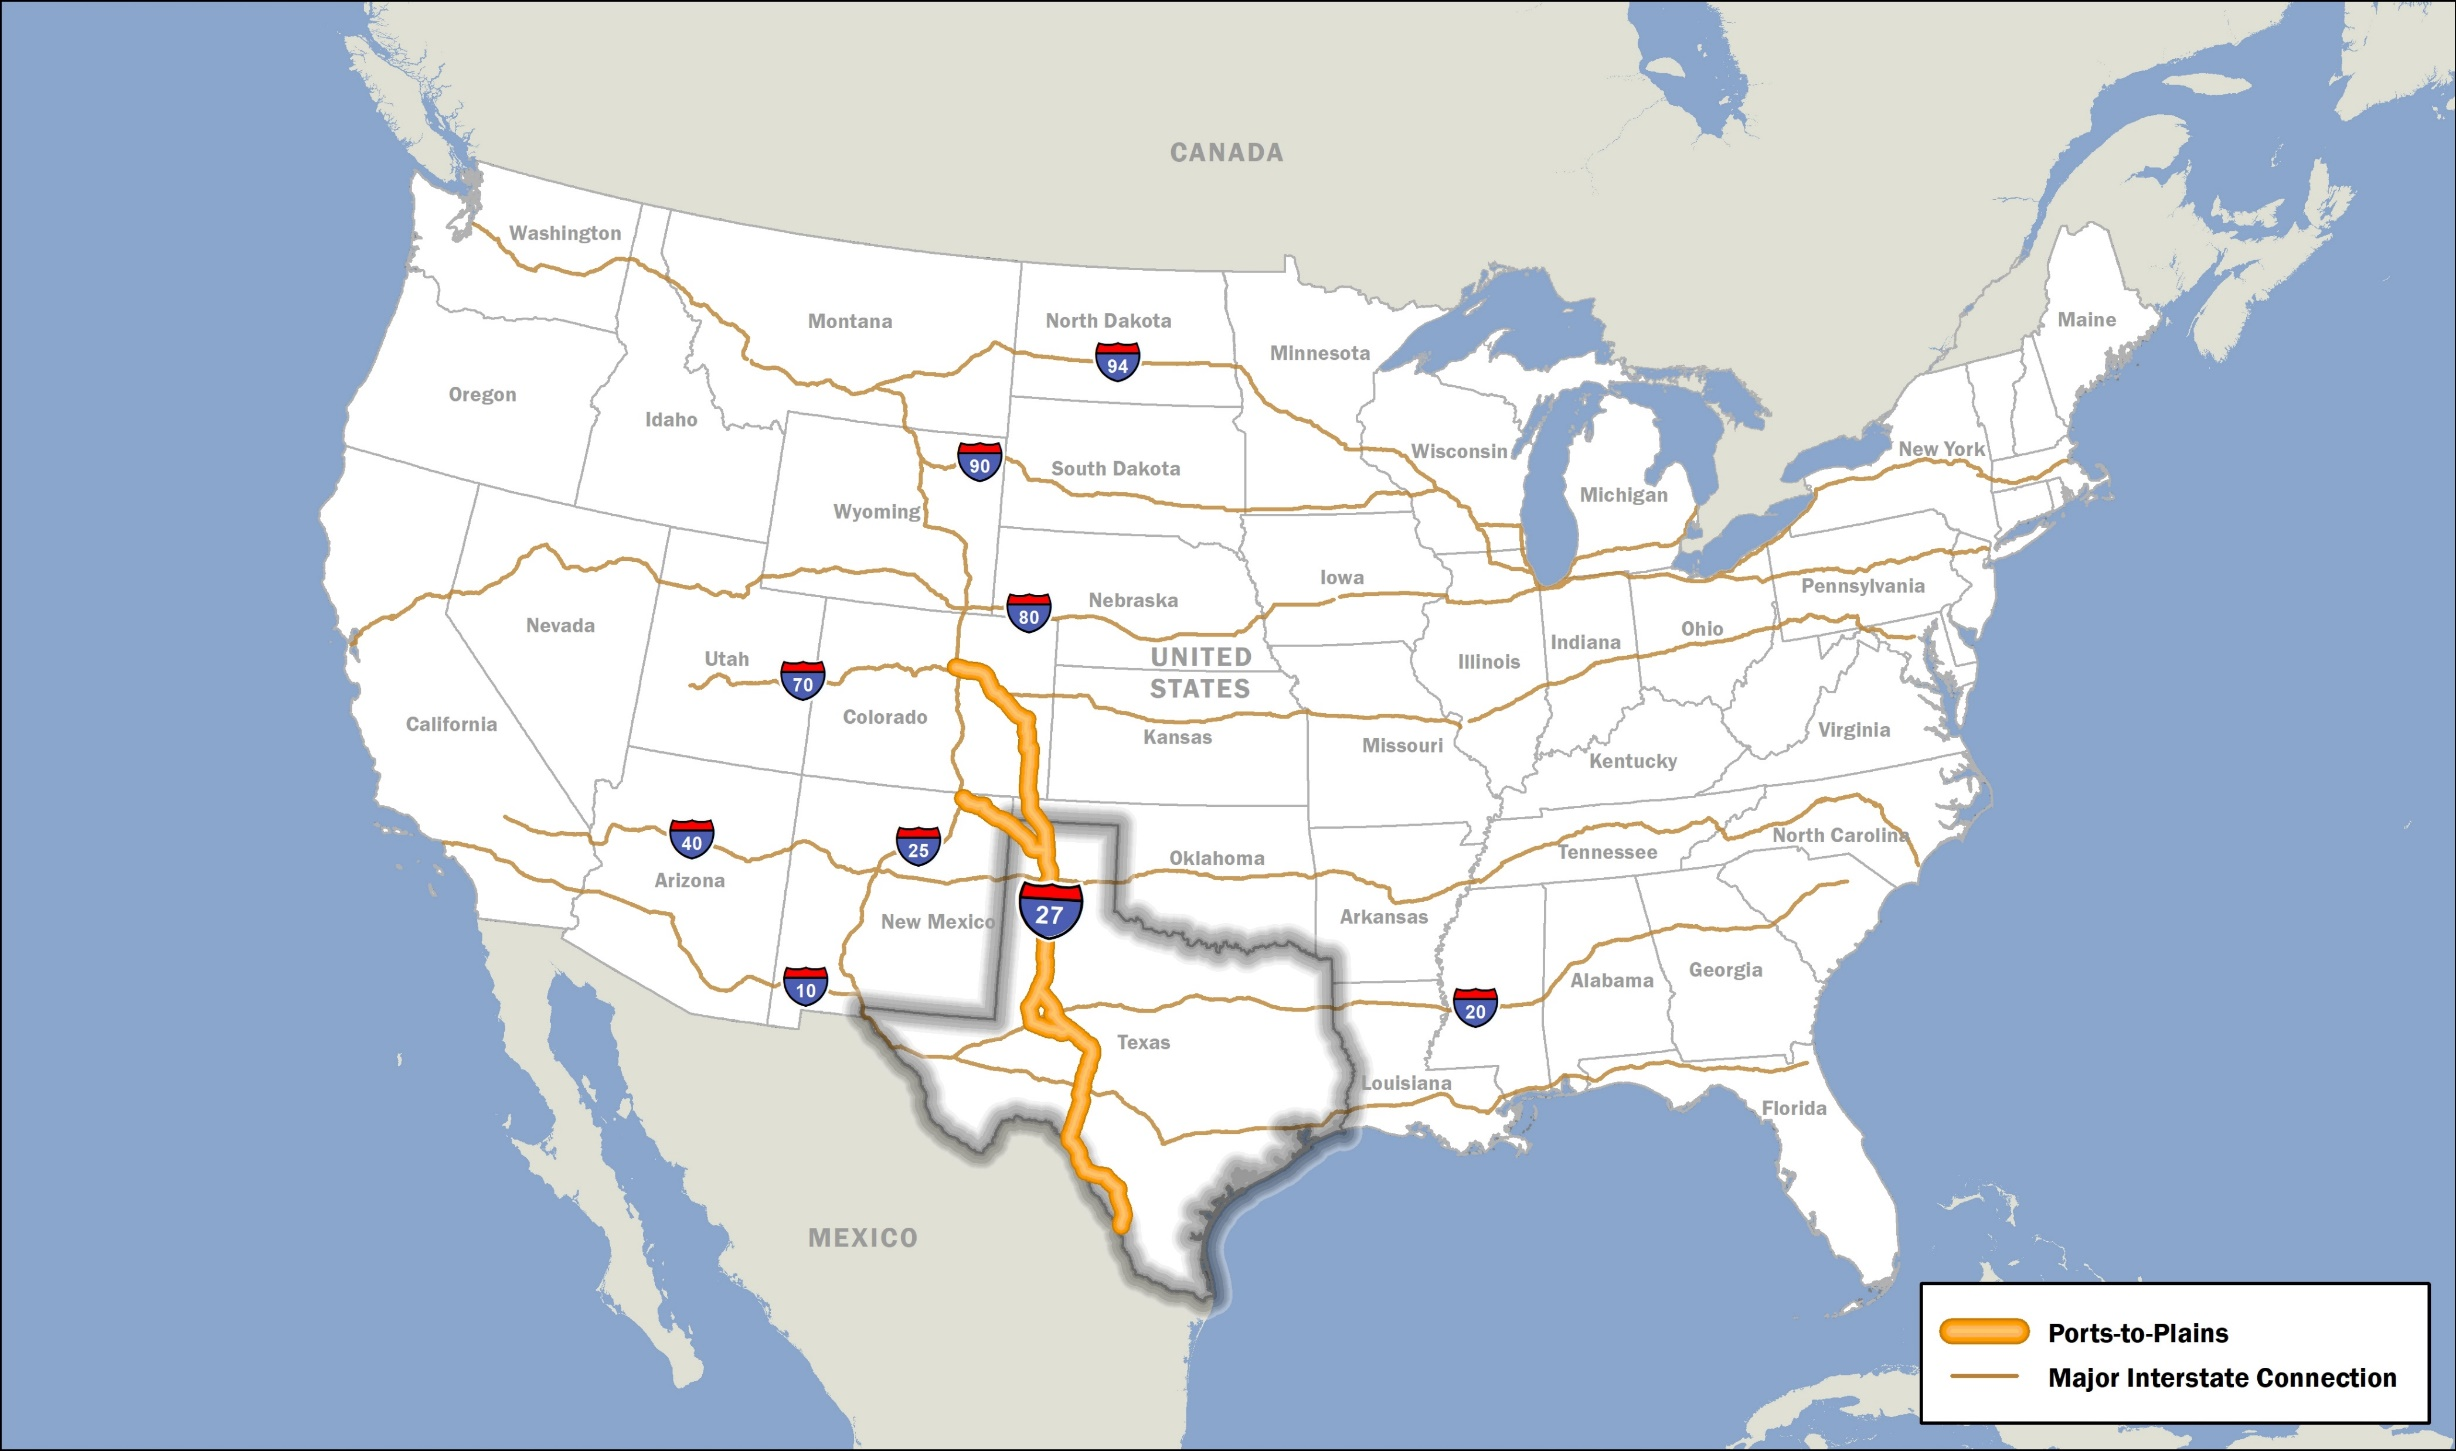 CANADA
Washington
Maine
Montana
North Dakota
MInnesota
94
Oregon
Idaho
New York
Wisconsin
90
South Dakota
Michigan
Wyoming
Iowa
Pennsylvania
Nebraska
80
Nevada
Ohio
Indiana
UNITED
STATES
Utah
Illinois
70
Colorado
California
Virginia
Kansas
Missouri
Kentucky
40
25
North Carolina
Tennessee
Oklahoma
Arizona
27
Arkansas
New Mexico
Georgia
Alabama
10
20
Texas
Louisiana
Florida
MEXICO
Ports-to-Plains
Major Interstate Connection